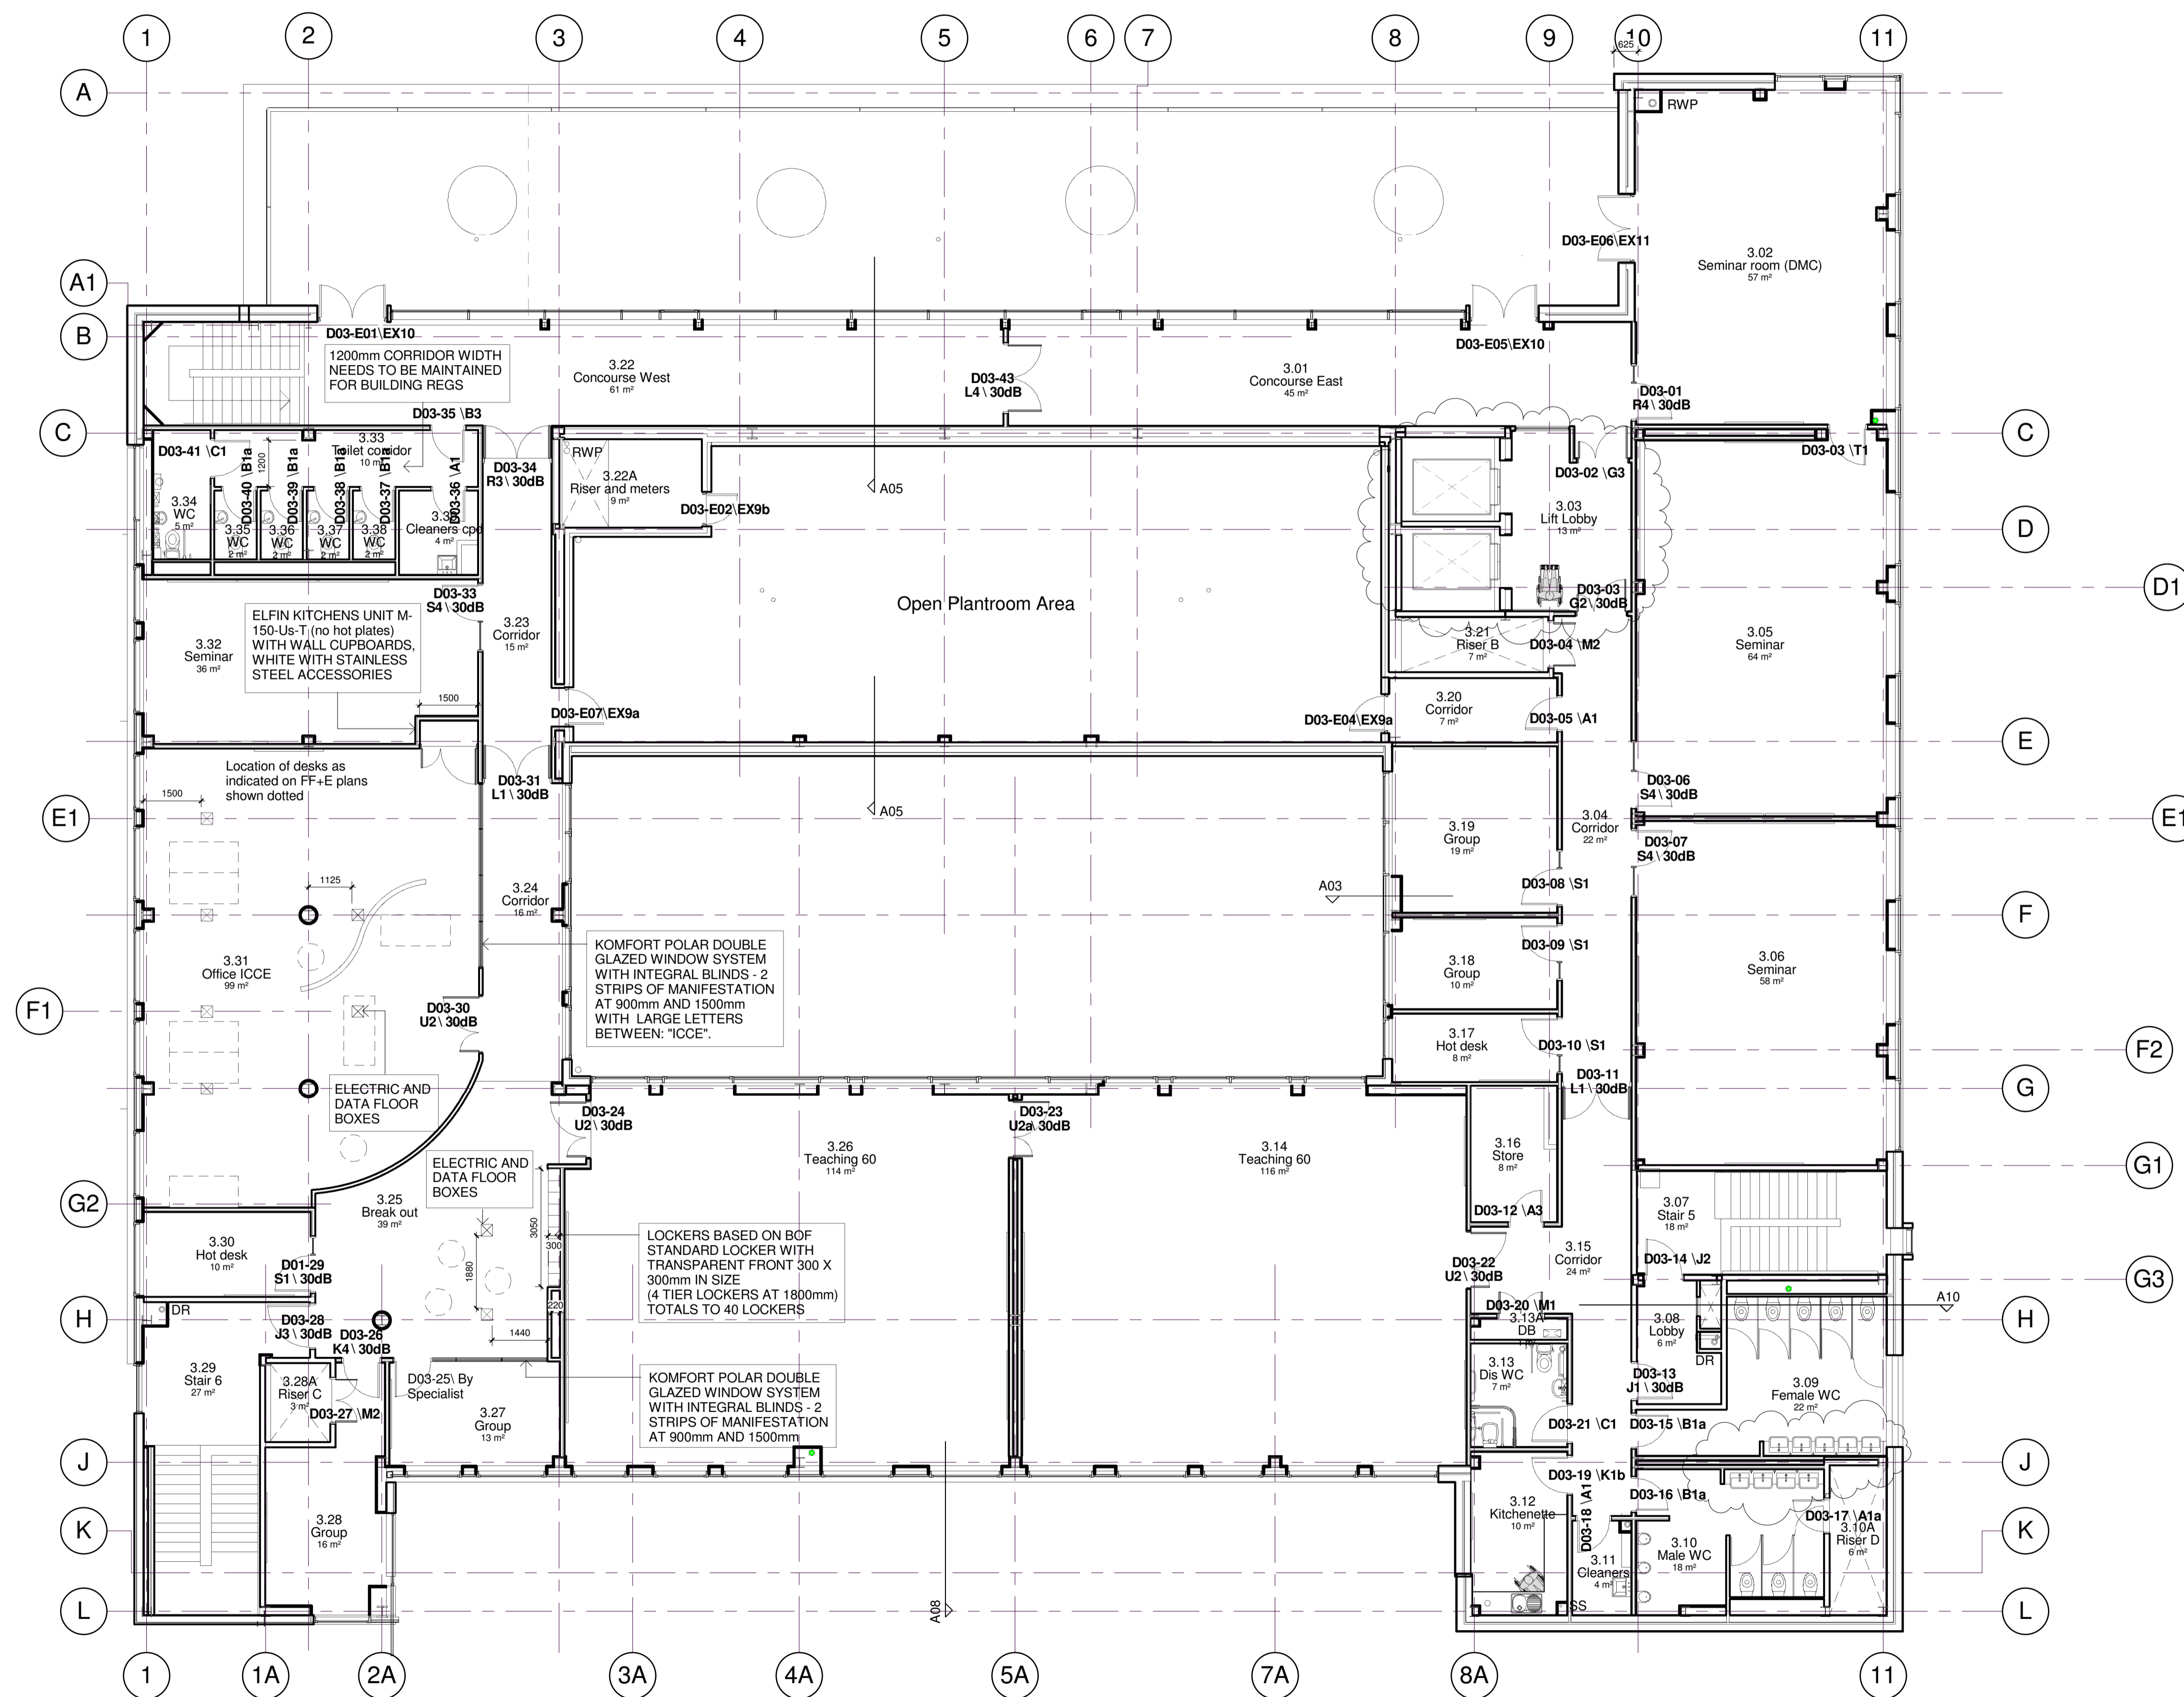 1
2
3
4
5
6
7
8
9
10
11
625
A
RWP
D03-E06\EX11
3.02
Seminar room (DMC)
57 m²
A1
B
D03-E01\EX10
1200mm CORRIDOR WIDTH
NEEDS TO BE MAINTAINED
FOR BUILDING REGS
3.22
Concourse West
61 m²
D03-43
L4 \ 30dB
3.01
Concourse East
45 m²
D03-E05\EX10
D03-01
R4 \ 30dB
D03-35 \B3
C
C
D03-41 \C1
3.33
Toilet corridor
10 m²
1200
D03-40 \B1a
D03-39 \B1a
D03-38 \B1a
D03-37 \B1a
D03-36 \A1
D03-34
R3 \ 30dB
RWP
3.22A
Riser and meters
9 m²
D03-E02\EX9b
A05
D03-02 \G3
D03-03 \T1
3.34
WC
5 m²
3.35
WC
2 m²
3.36
WC
2 m²
3.37
WC
2 m²
3.38
WC
2 m²
Cleaners cpd
4 m²
3.03
Lift Lobby
13 m²
D
D1
D03-33
S4 \ 30dB
Open Plantroom Area
D03-03
G2 \ 30dB
ELFIN KITCHENS UNIT M-
150-Us-T (no hot plates)
WITH WALL CUPBOARDS,
WHITE WITH STAINLESS
STEEL ACCESSORIES
3.32
Seminar
36 m²
3.23
Corridor
15 m²
3.21
Riser B
7 m²
D03-04 \M2
3.05
Seminar
64 m²
1500
D03-E07\EX9a
D03-E04\EX9a
3.20
Corridor
7 m²
D03-05 \A1
E
Location of desks as
indicated on FF+E plans
shown dotted
1500
D03-31
L1 \ 30dB
D03-06
S4 \ 30dB
E1
A05
3.19
Group
19 m²
3.04
Corridor
22 m²
E1
D03-07
S4 \ 30dB
1125
3.24
Corridor
16 m²
A03
D03-08 \S1
F
KOMFORT POLAR DOUBLE
GLAZED WINDOW SYSTEM
WITH INTEGRAL BLINDS - 2
STRIPS OF MANIFESTATION
AT 900mm AND 1500mm
WITH LARGE LETTERS
BETWEEN: "ICCE".
D03-09 \S1
3.31
Office ICCE
99 m²
3.18
Group
10 m²
3.06
Seminar
58 m²
F1
D03-30
U2 \ 30dB
3.17
Hot desk
8 m²
D03-10 \S1
F2
ELECTRIC AND
DATA FLOOR
BOXES
D03-11
L1 \ 30dB
G
D03-24
U2 \ 30dB
D03-23
U2a\ 30dB
3.26
Teaching 60
114 m²
3.14
Teaching 60
116 m²
3.16
Store
8 m²
G1
ELECTRIC AND
DATA FLOOR
BOXES
G2
3.25
Break out
39 m²
3050
300
1880
D03-12 \A3
3.07
Stair 5
18 m²
LOCKERS BASED ON BOF
STANDARD LOCKER WITH
TRANSPARENT FRONT 300 X
300mm IN SIZE
(4 TIER LOCKERS AT 1800mm)
TOTALS TO 40 LOCKERS
3.30
Hot desk
10 m²
D01-29
S1 \ 30dB
D03-22
U2 \ 30dB
3.15
Corridor
24 m²
D03-14 \J2
G3
A10
220
DR
H
D03-28
J3 \ 30dB
D03-26
K4 \ 30dB
1440
D03-20 \M1
3.13A
DB
3.08
Lobby
6 m²
H
DR
3.29
Stair 6
27 m²
3.28A
Riser C
3 m²
D03-27 \M2
D03-25\ By
Specialist
KOMFORT POLAR DOUBLE
GLAZED WINDOW SYSTEM
WITH INTEGRAL BLINDS - 2
STRIPS OF MANIFESTATION
AT 900mm AND 1500mm
3.27
Group
13 m²
3.13
Dis WC
7 m²
D03-13
J1 \ 30dB
3.09
Female WC
22 m²
D03-21 \C1
D03-15 \B1a
J
J
D03-19 \K1b
D03-16 \B1a
D03-18 \A1
3.28
Group
16 m²
3.12
Kitchenette
10 m²
D03-17 \A1a
3.10A
Riser D
6 m²
K
K
3.11
Cleaners
4 m²
3.10
Male WC
18 m²
A08
SS
L
L
1
1A
2A
3A
4A
5A
7A
8A
11